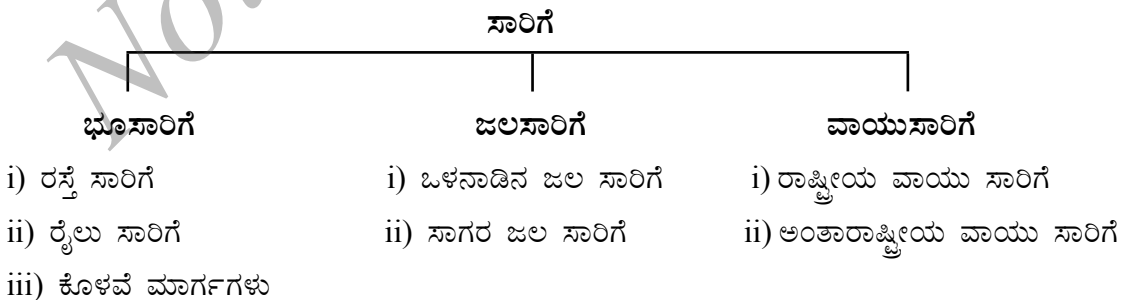 ಸಾರಿಗೆ
ಭೂಸಾರಿಗೆ ಜಲಸಾರಿಗೆ ವಾಯುಸಾರಿಗೆ
i) ರಸ್ತೆ ಸಾರಿಗೆ i) ಒಳನಾಡಿನ ಜಲ ಸಾರಿಗೆ i) ರಾಷ್ಟ್ರೀಯ ವಾಯು ಸಾರಿಗೆ
ii) ರೈಲು ಸಾರಿಗೆ ii) ಸಾಗರ ಜಲ ಸಾರಿಗೆ ii) ಅಂತಾರಾಷ್ಟ್ರೀಯ ವಾಯು ಸಾರಿಗೆ
iii) ಕೊಳವೆ ಮಾರ್ಗಗಳು